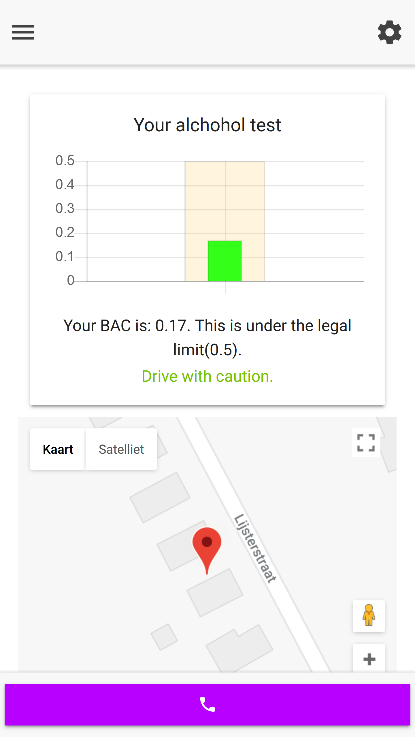 Your alchohol test
0.5
0.4
0.3
0.2
0.1
0
Your BAC is: 0.17. This is under the legal
limit(0.5).
Drive with caution.
Kaart
Satelliet
Lijsterstraat